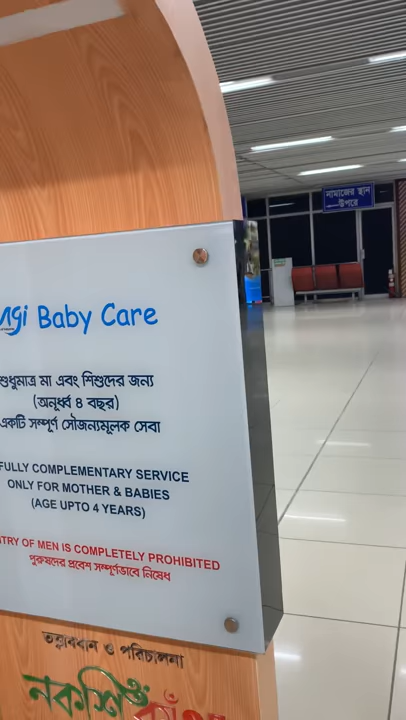 নামাজের স্থান
উপরে
Baby Care
শুধুমাত্র মা এবং শিশুদের জন্য
(অনূর্ধ্ব ৪ বছর)
একটি সম্পূর্ণ সৌজন্যমূলক সেবা
FULLY COMPLEMENTARY SERVICE
ONLY FOR MOTHER & BABIES
(AGE UPTO 4 YEARS)
OF MEN IS COMPLETELY PROHIBITED
পুরুষদের প্রবেশ সম্পূর্ণভাবে নিষেধ
তত্ত্বাবধান ও পরিচালনা